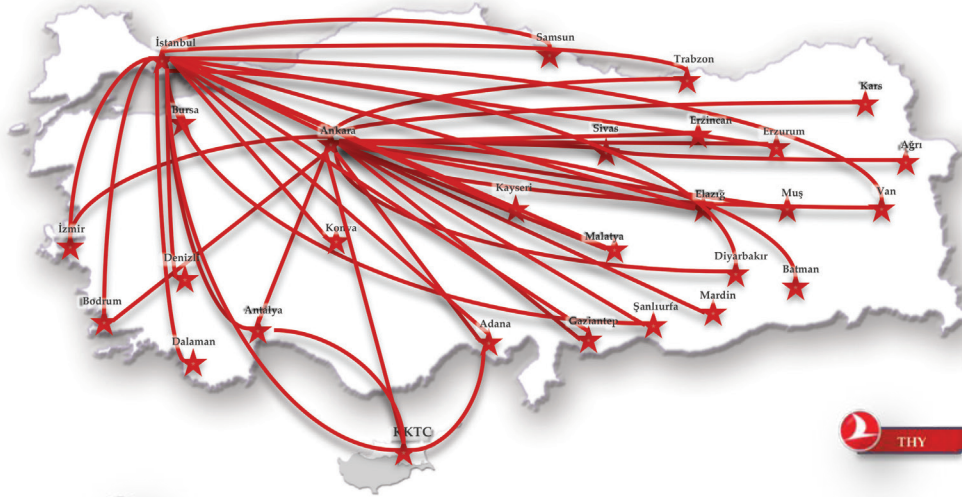 İstanbul
Samsun
Trabzon
Kars
Bursa
Ankara
Sivas
Erzincan
Erzurum
Ağrı
Kayseri
Elazığ
Muş
Van
İzmir
Konya
Malatya
Denizli
Diyarbakır
Batman
Bodrum
Antalya
Mardin
Şanlıurfa
Gaziantep
Adana
Dalaman
KKTC
THY